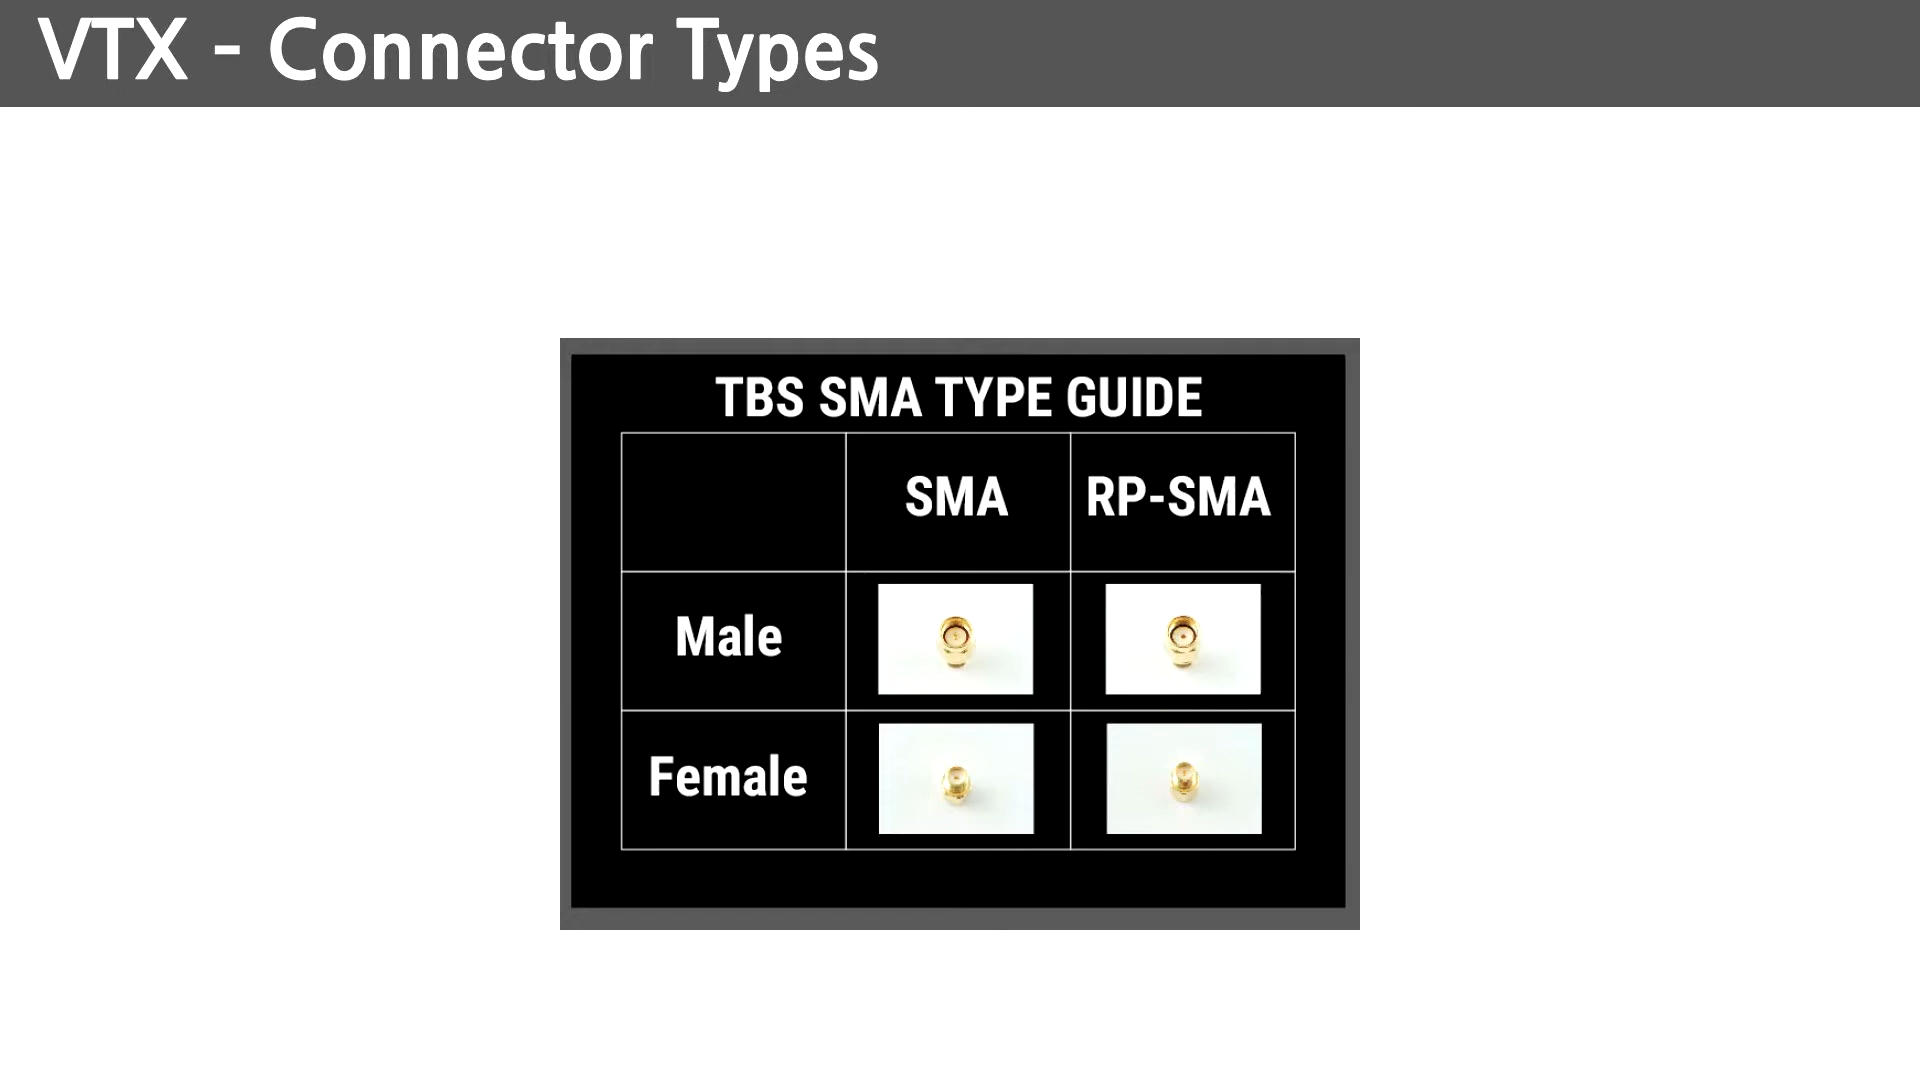 VTX - Connector Types
TBS SMA TYPE GUIDE
SMA RP-SMA
Male
Female